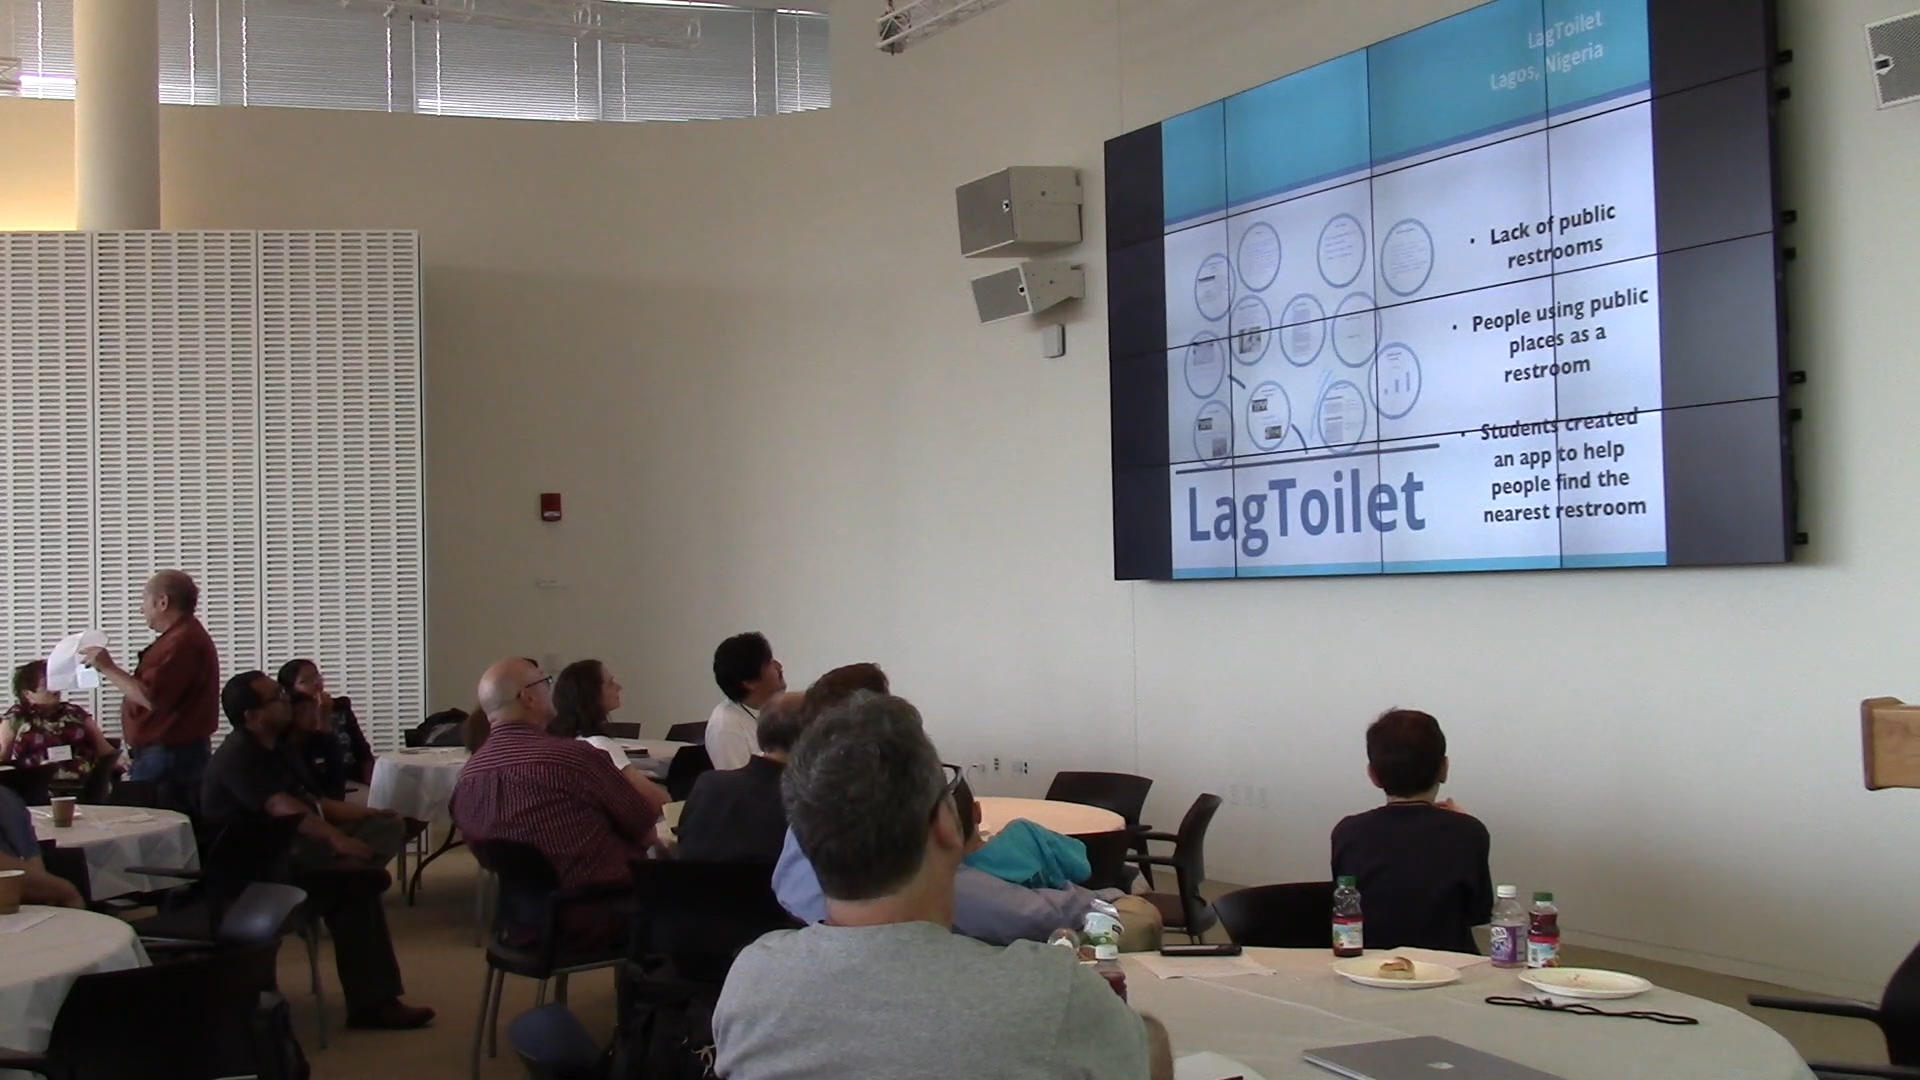 LagToilet
Lagos, Nigeria
• Lack of public
restrooms
• People using public
places as a
restroom
• Students created
an app to help
people find the
nearest restroom
LagToilet